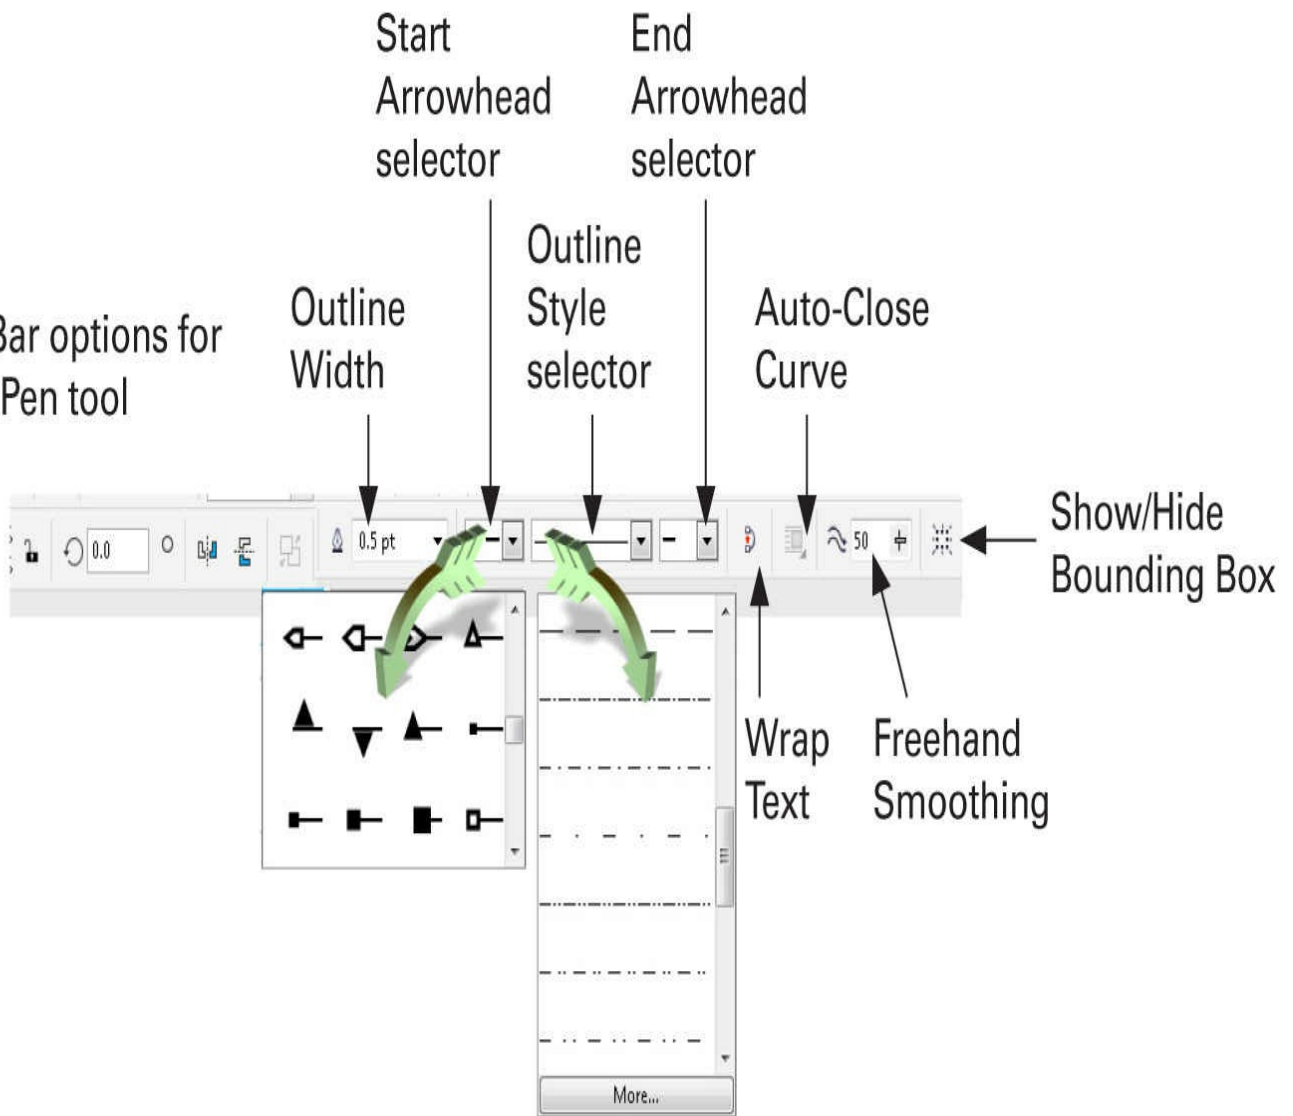 Start
Arrowhead
selector
End
Arrowhead
selector
Outline
Style
selector
Bar options for
Pen tool
Outline
Width
Auto-Close
Curve
0.0
0.5 pt
50
Show/Hide
Bounding Box
Wrap
Text
Freehand
Smoothing
More...